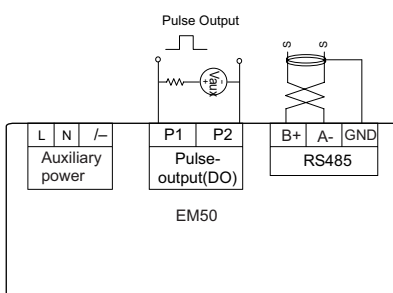 Pulse Output
S S
+ Vaux -
L N /–
P1 P2
B+ A- GND
Auxiliary
power
Pulse-
output(DO)
RS485
EM50